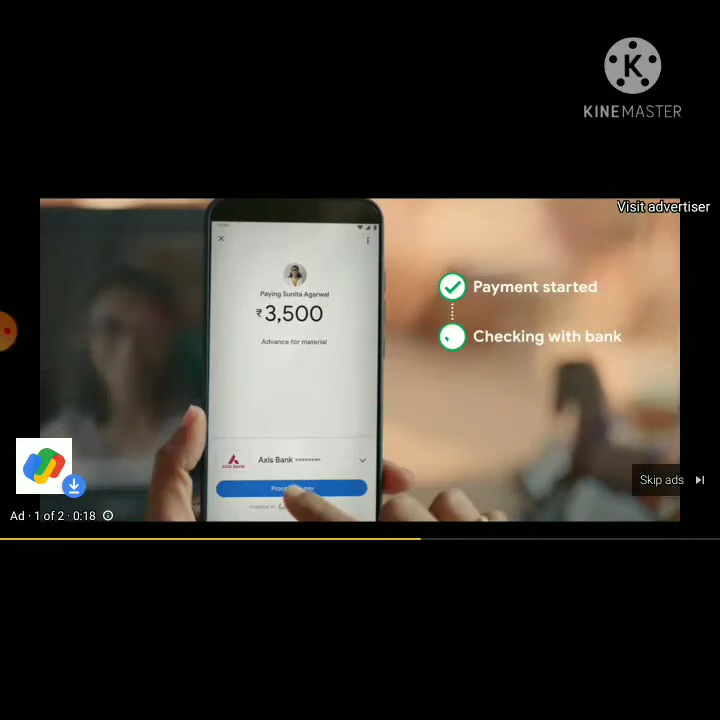 KINEMASTER
Visit advertiser
Paying Sunita Agarwal
₹3,500
Advance for material
Payment started
Checking with bank
AXIS BANK
Axis Bank ········
Skip ads
Ad · 1 of 2 · 0:18